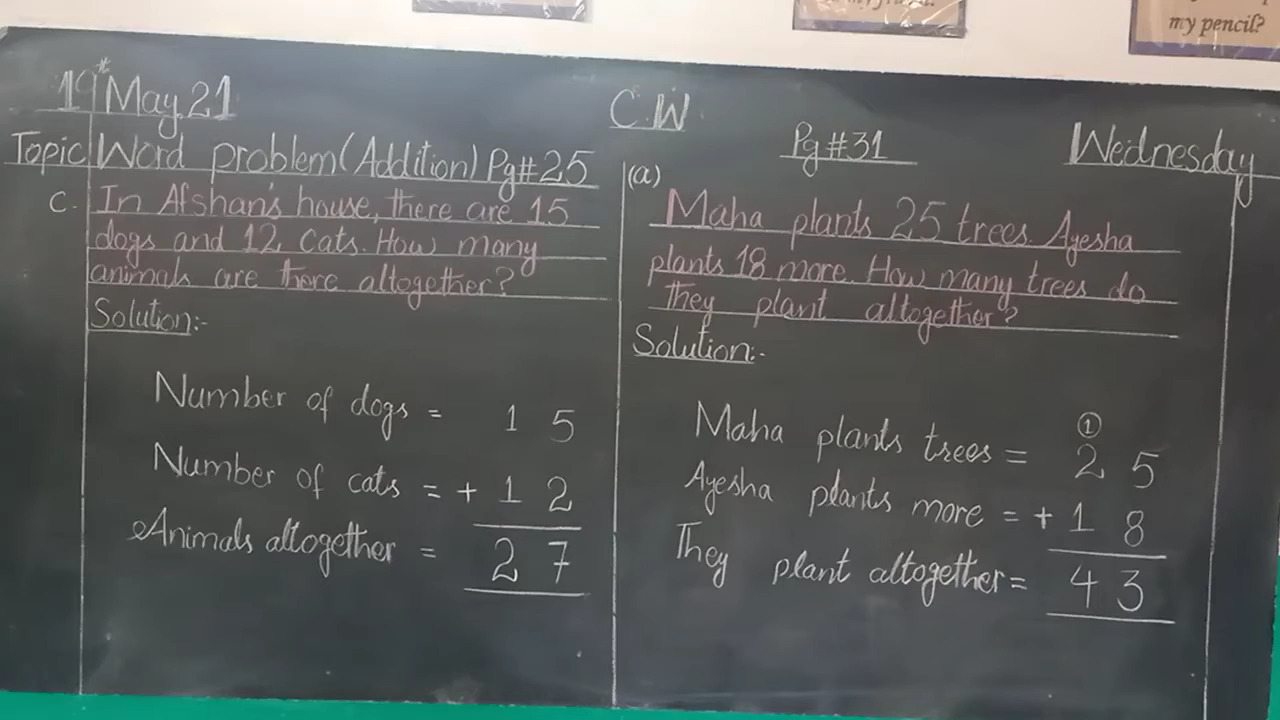 my friend?
my pencil?
19th May, 21
C.W
Wednesday
Topic Word problem (Addition) Pg# 25
C. In Afshan's house, there are 15
dogs and 12, cats. How many
animals are there altogether?
Solution:-
Number of dogs = 1 5
Number of cats = + 1 2
Animals altogether = 2 7
Pg# 31
(a)
Maha plants 25 trees. Ayesha
plants 18 more. How many trees do
they plant altogether?
Solution:-
1
Maha plants trees = 2 5
Ayesha plants more = + 1 8
They plant altogether = 4 3